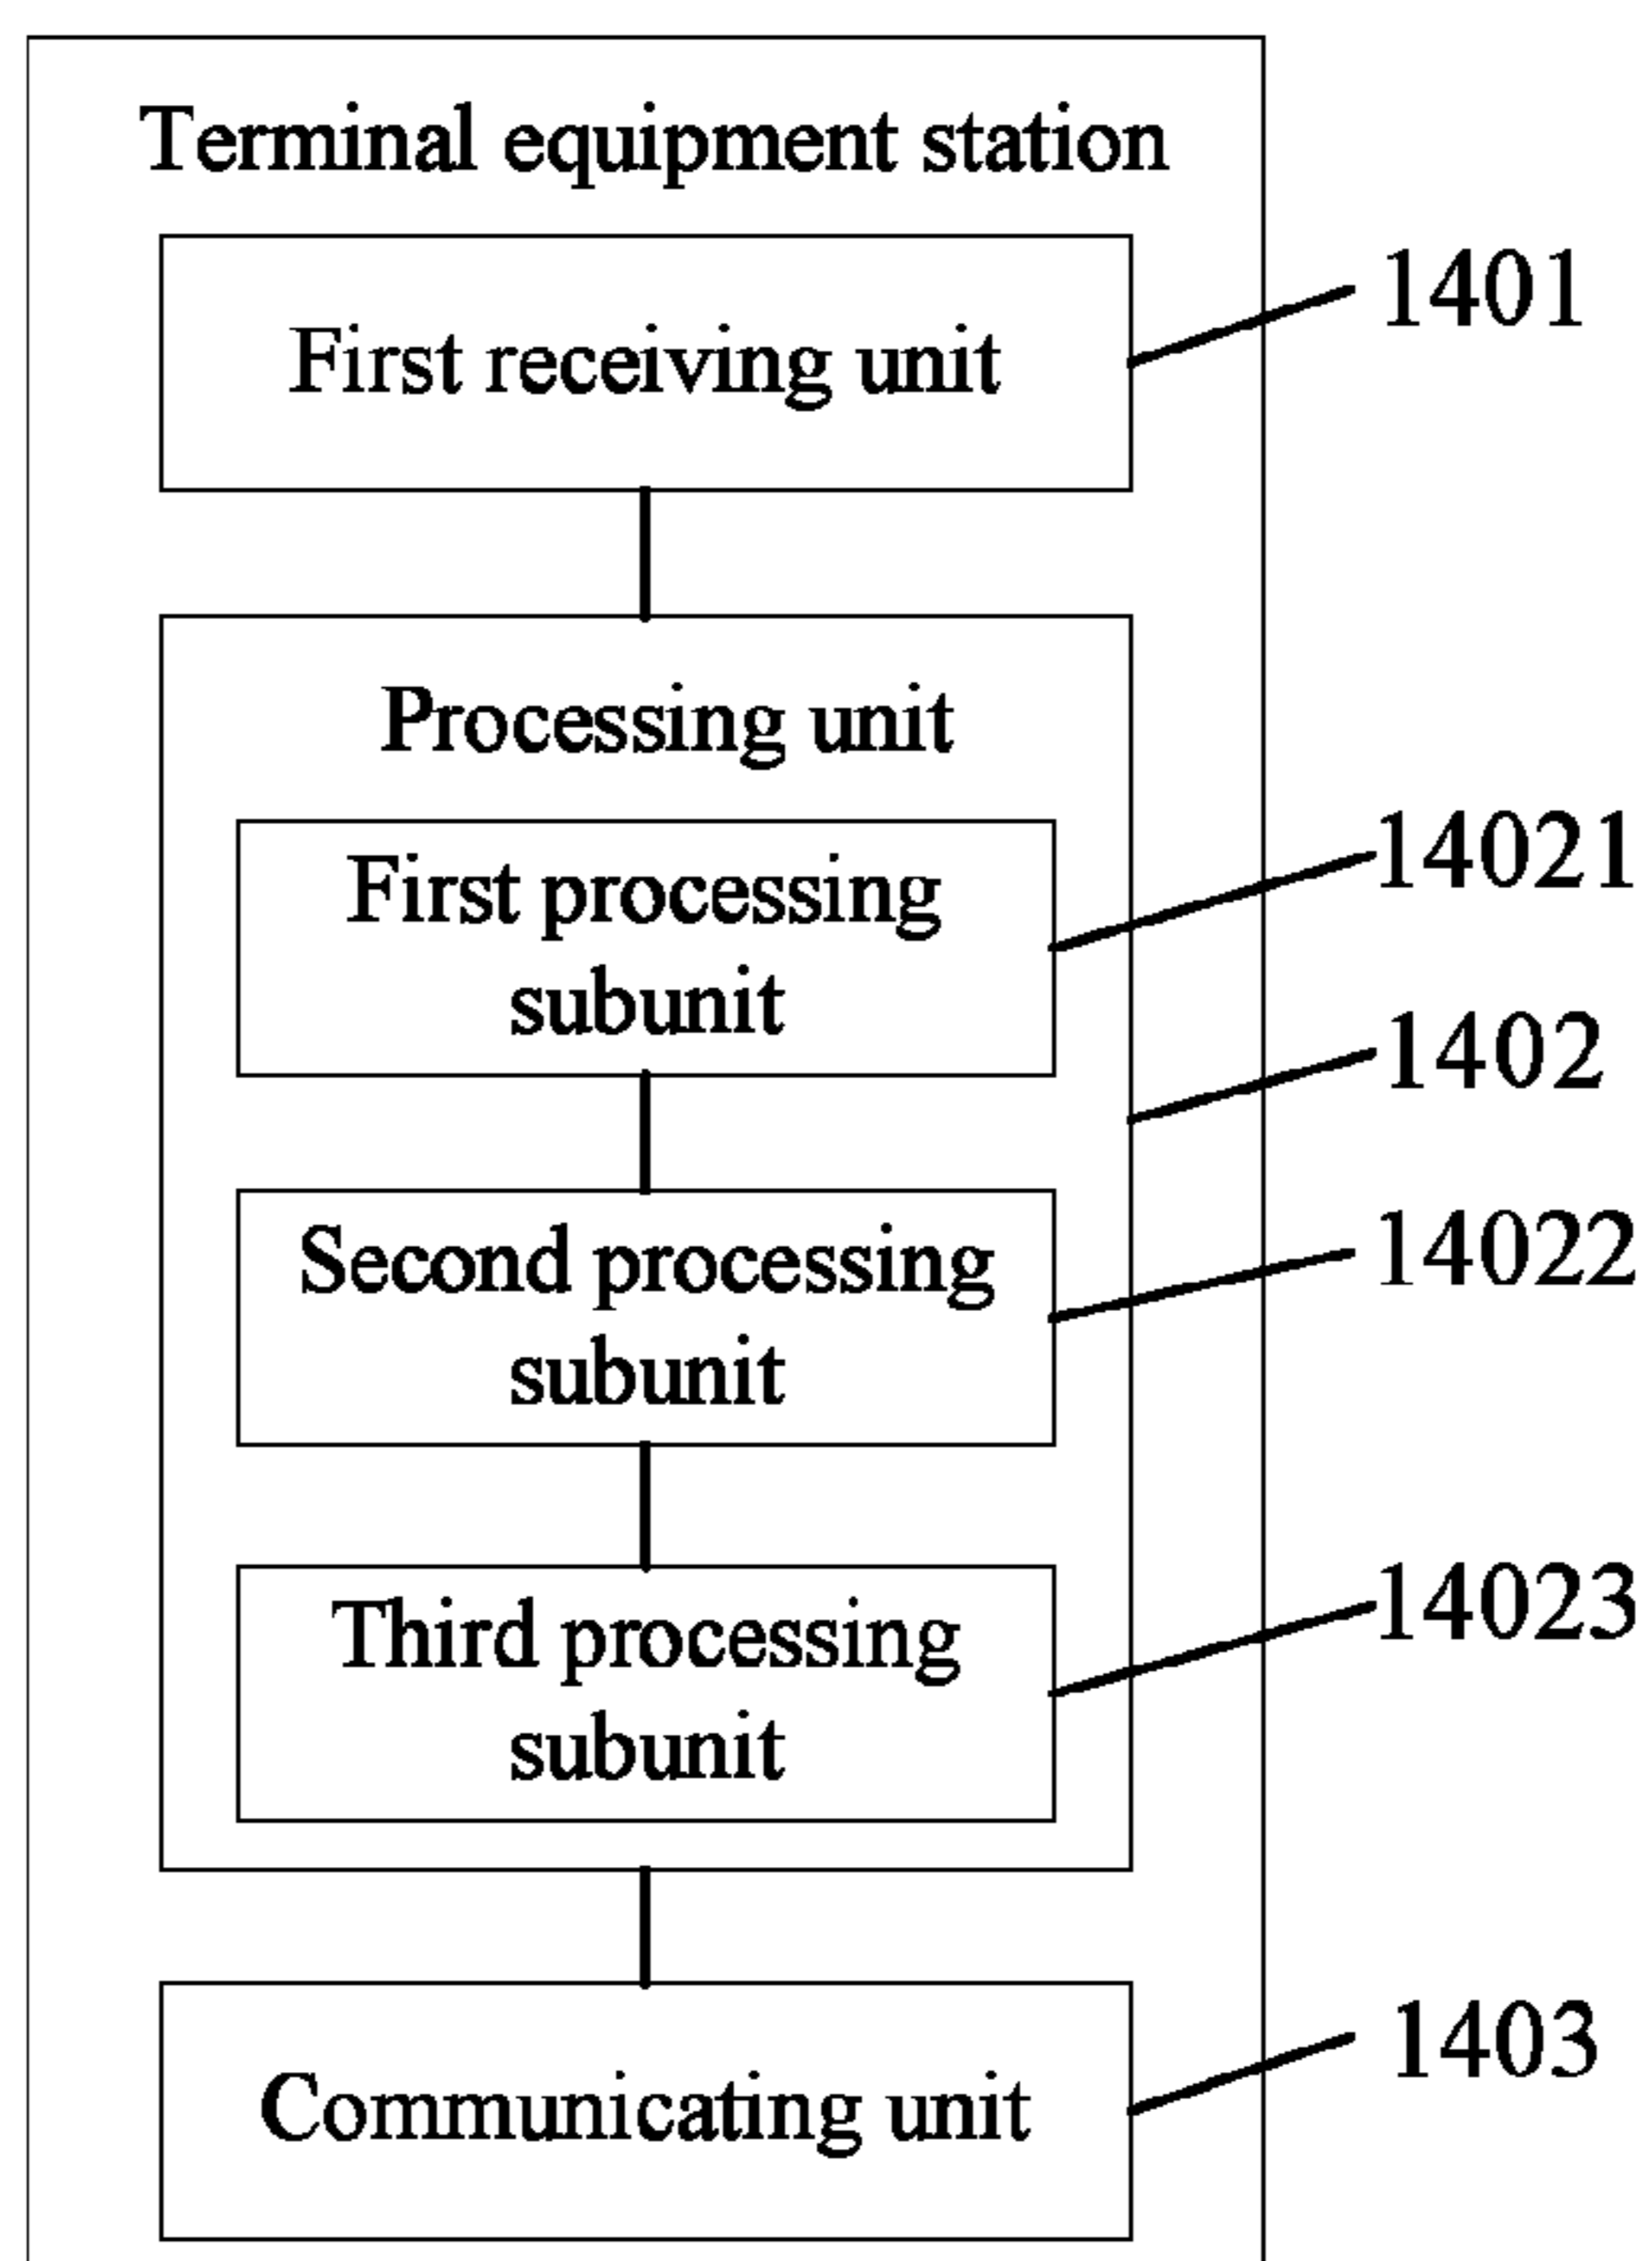 Terminal equipment station
First receiving unit
1401
Processing unit
First processing
subunit
14021
1402
Second processing
subunit
14022
Third processing
subunit
14023
Communicating unit
1403